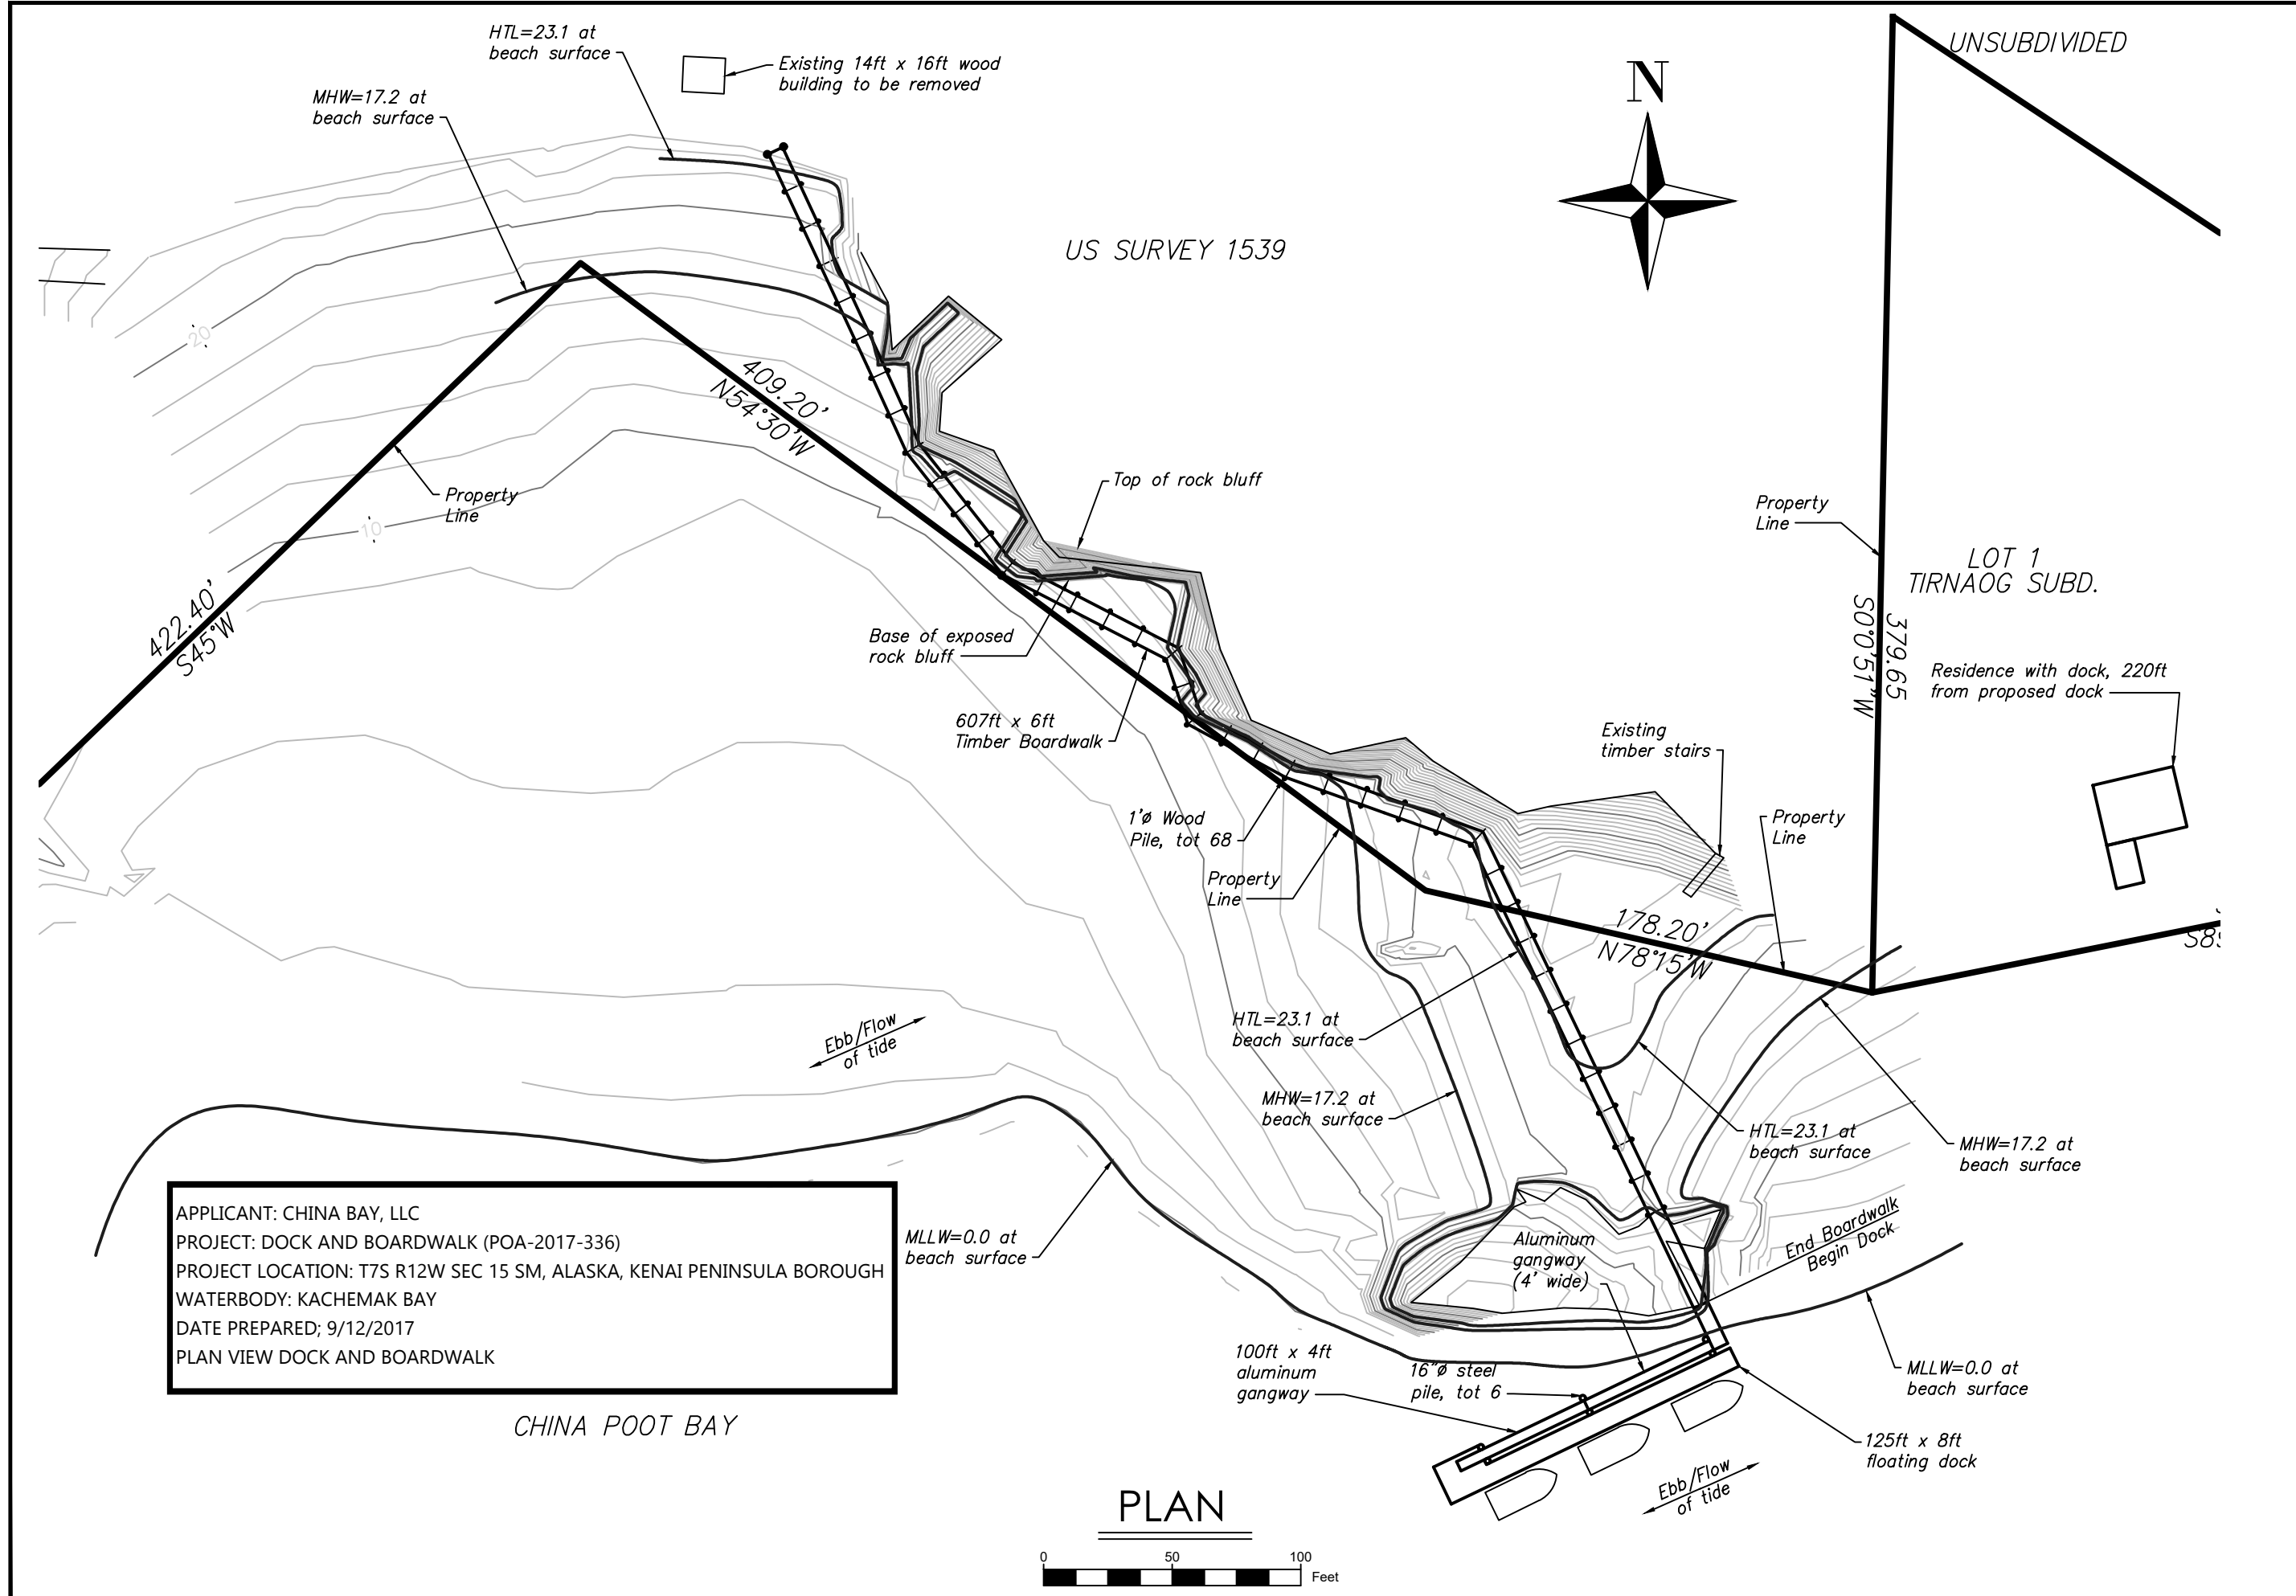 HTL=23.1 at
beach surface
Existing 14ft x 16ft wood
building to be removed
MHW=17.2 at
beach surface
N
UNSUBDIVIDED
US SURVEY 1539
20
409.20'
N54°30'W
Property
Line
10
Top of rock bluff
Property
Line
LOT 1
TIRNAOG SUBD.
422.40'
S45°W
Base of exposed
rock bluff
379.65
S0°0'51"W
Residence with dock, 220ft
from proposed dock
607ft x 6ft
Timber Boardwalk
Existing
timber stairs
1'ø Wood
Pile, tot 68
Property
Line
Property
Line
178.20'
N78°15'W
HTL=23.1 at
beach surface
Ebb/Flow
of tide
MHW=17.2 at
beach surface
HTL=23.1 at
beach surface
MHW=17.2 at
beach surface
APPLICANT: CHINA BAY, LLC
PROJECT: DOCK AND BOARDWALK (POA-2017-336)
PROJECT LOCATION: T7S R12W SEC 15 SM, ALASKA, KENAI PENINSULA BOROUGH
WATERBODY: KACHEMAK BAY
DATE PREPARED; 9/12/2017
PLAN VIEW DOCK AND BOARDWALK
MLLW=0.0 at
beach surface
Aluminum
gangway
(4' wide)
End Boardwalk
Begin Dock
100ft x 4ft
aluminum
gangway
16"ø steel
pile, tot 6
MLLW=0.0 at
beach surface
CHINA POOT BAY
125ft x 8ft
floating dock
Ebb/Flow
of tide
PLAN
0 50 100
Feet